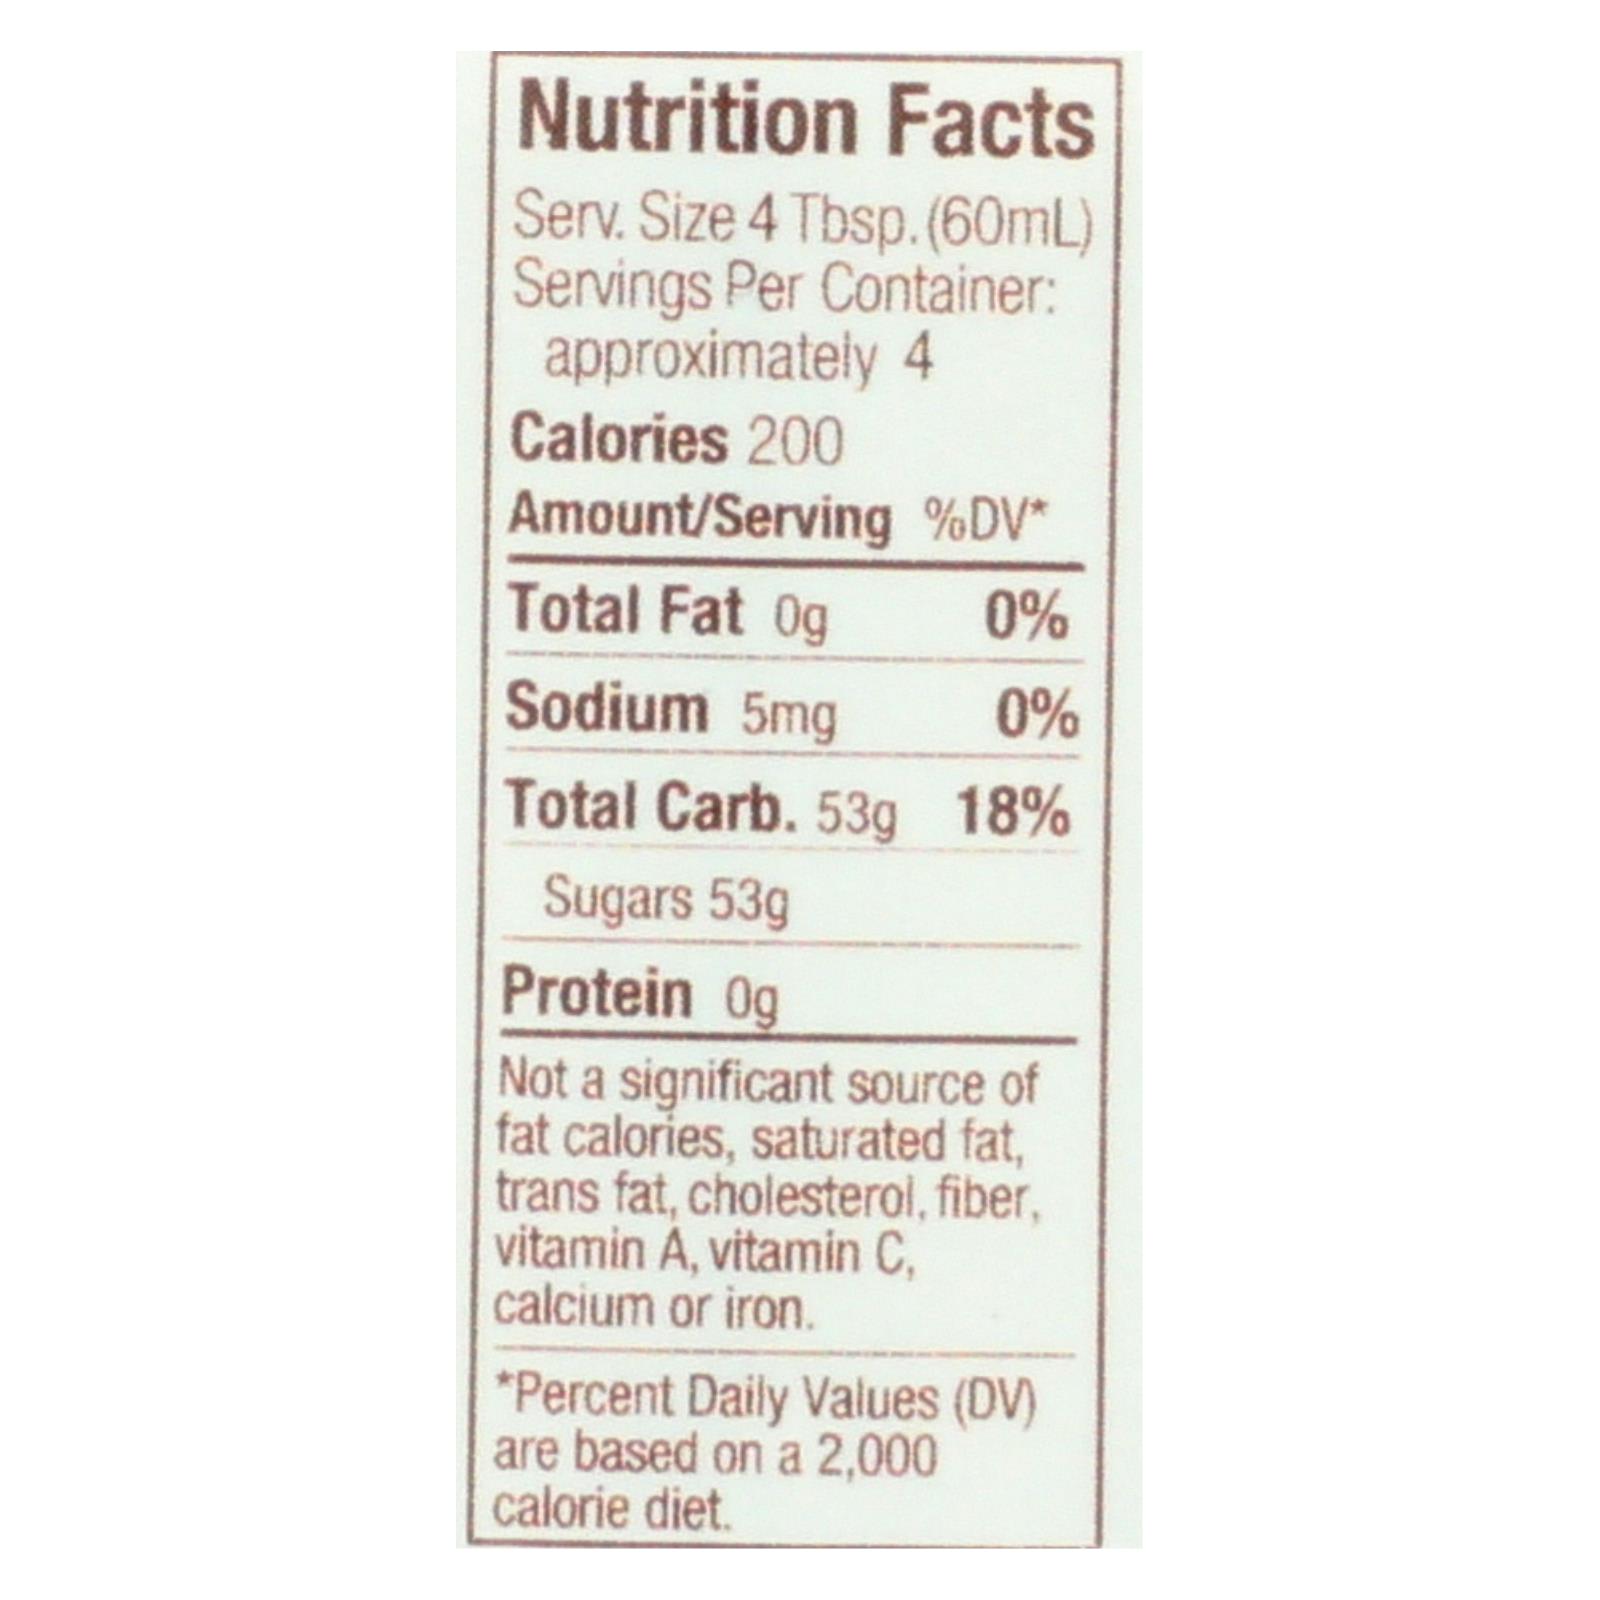 Nutrition Facts
Serv. Size 4 Tbsp. (60mL)
Servings Per Container:
approximately 4
Calories 200
Amount/Serving %DV*
Total Fat 0g 0%
Sodium 5mg 0%
Total Carb. 53g 18%
Sugars 53g
Protein 0g
Not a significant source of
fat calories, saturated fat,
trans fat, cholesterol, fiber,
vitamin A, vitamin C,
calcium or iron.
*Percent Daily Values (DV)
are based on a 2,000
calorie diet.